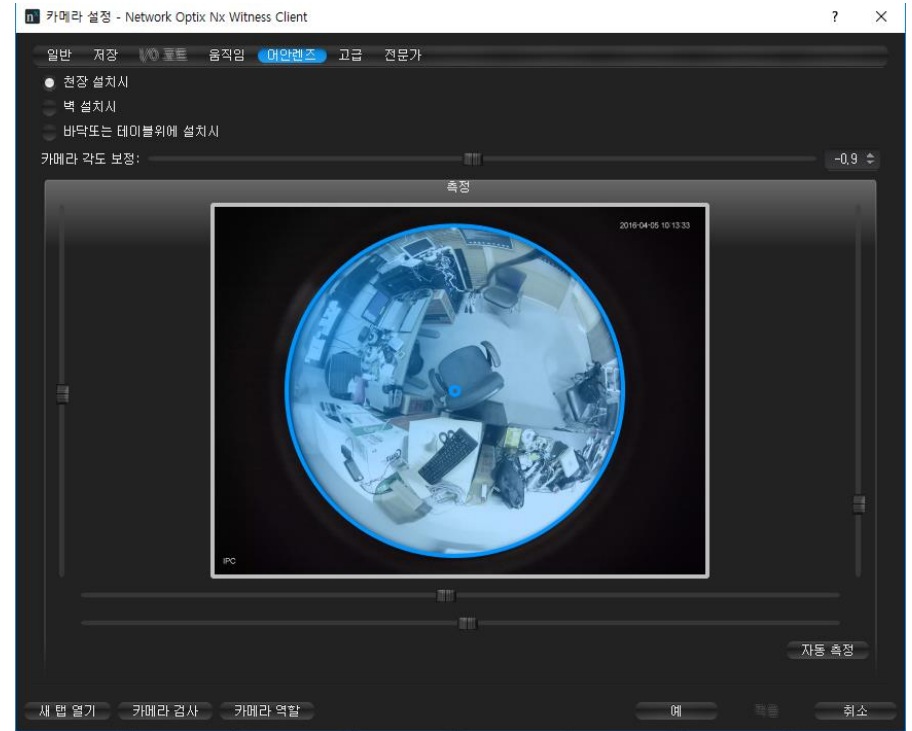 카메라 설정 - Network Optix Nx Witness Client
일반 저장 I/O 포트 움직임 어안렌즈 고급 전문가
천장 설치시
벽 설치시
바닥또는 테이블위에 설치시
카메라 각도 보정: -0,9
측정
2016-04-05 10:13:33
IPC
자동 측정
새 탭 열기 카메라 검사 카메라 역할 예 적용 취소